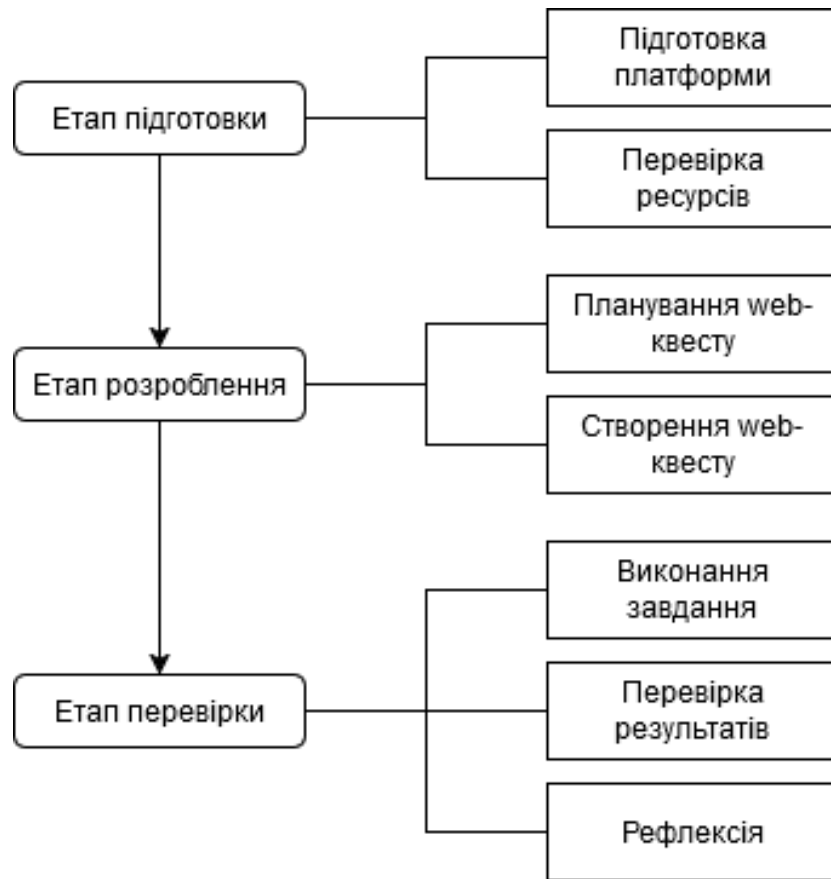 Етап підготовки
Підготовка
платформи
Перевірка
ресурсів
Етап розроблення
Планування web-
квесту
Створення web-
квесту
Етап перевірки
Виконання
завдання
Перевірка
результатів
Рефлексія